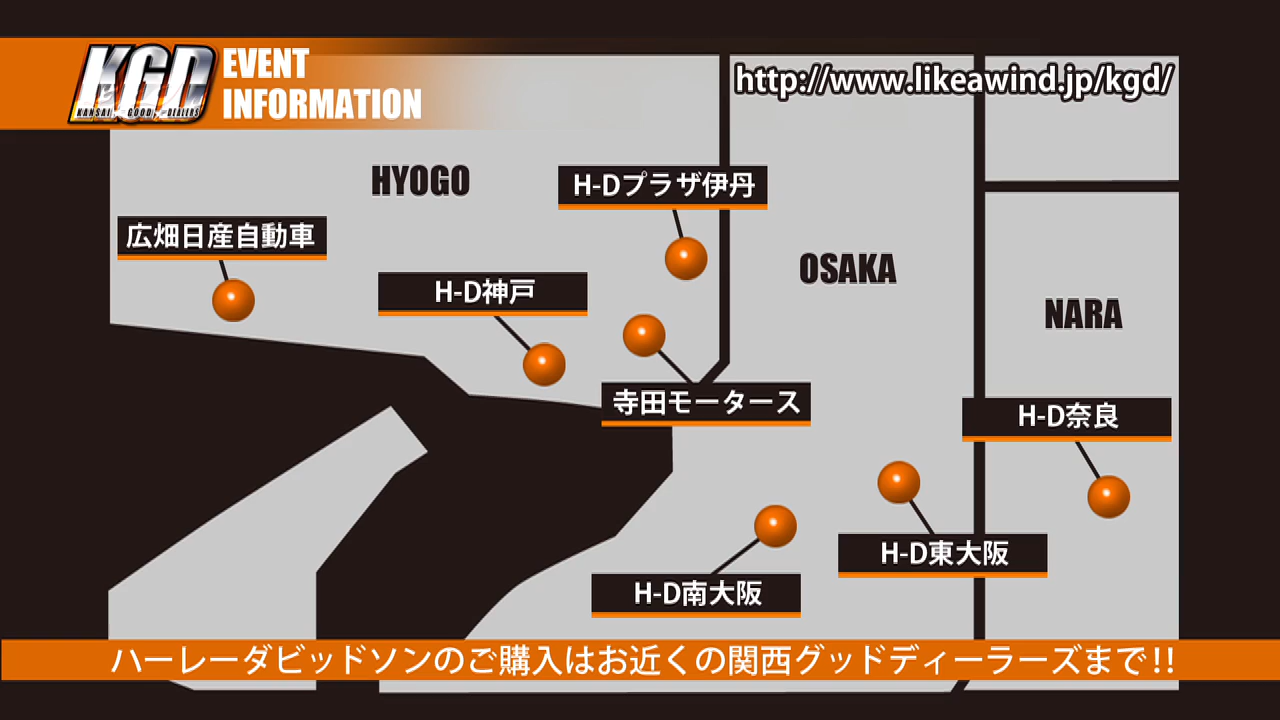 KGD
KANSAI GOOD DEALERS
EVENT
INFORMATION
http://www.likeawind.jp/kgd/
HYOGO
H-Dプラザ伊丹
広畑日産自動車
OSAKA
H-D神戸
NARA
寺田モータース
H-D奈良
H-D東大阪
H-D南大阪
ハーレーダビッドソンのご購入はお近くの関西グッドディーラーズまで!!